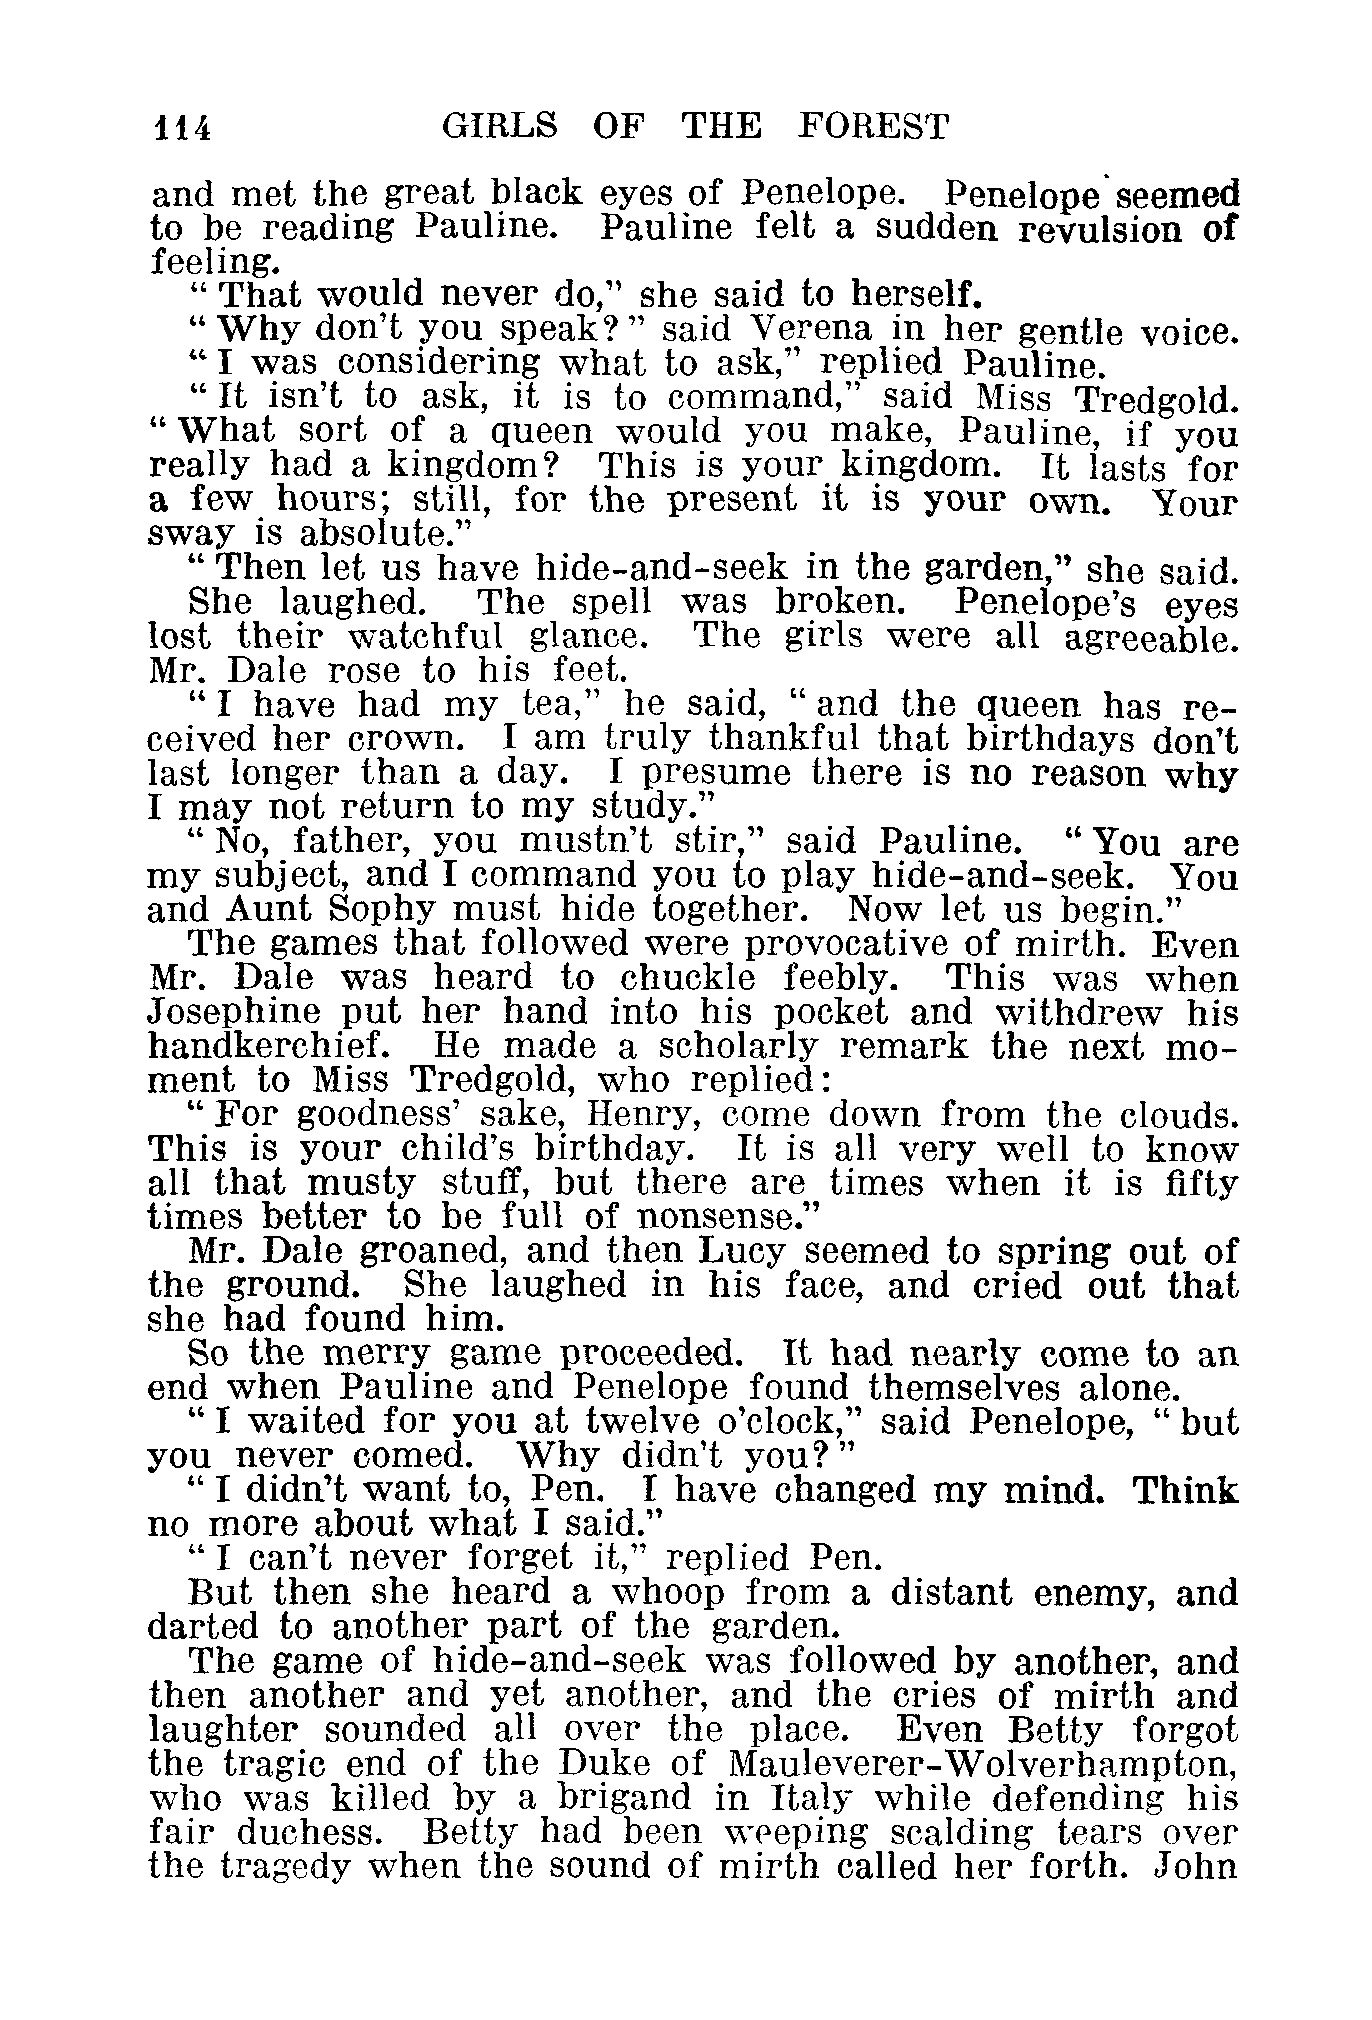 114 GIRLS OF THE FOREST
and met the great black eyes of Penelope. Penelope seemed
to be reading Pauline. Pauline felt a sudden revulsion of
feeling.
“ That would never do,” she said to herself.
“ Why don’t you speak? ” said Verena in her gentle voice.
“ I was considering what to ask,” replied Pauline.
“ It isn’t to ask, it is to command,” said Miss Tredgold.
“ What sort of a queen would you make, Pauline, if you
really had a kingdom? This is your kingdom. It lasts for
a few hours; still, for the present it is your own. Your
sway is absolute.”
“ Then let us have hide-and-seek in the garden,” she said.
She laughed. The spell was broken. Penelope’s eyes
lost their watchful glance. The girls were all agreeable.
Mr. Dale rose to his feet.
“ I have had my tea,” he said, “ and the queen has re-
ceived her crown. I am truly thankful that birthdays don’t
last longer than a day. I presume there is no reason why
I may not return to my study.”
“ No, father, you mustn’t stir,” said Pauline. “ You are
my subject, and I command you to play hide-and-seek. You
and Aunt Sophy must hide together. Now let us begin.”
The games that followed were provocative of mirth. Even
Mr. Dale was heard to chuckle feebly. This was when
Josephine put her hand into his pocket and withdrew his
handkerchief. He made a scholarly remark the next mo-
ment to Miss Tredgold, who replied:
“ For goodness’ sake, Henry, come down from the clouds.
This is your child’s birthday. It is all very well to know
all that musty stuff, but there are times when it is fifty
times better to be full of nonsense.”
Mr. Dale groaned, and then Lucy seemed to spring out of
the ground. She laughed in his face, and cried out that
she had found him.
So the merry game proceeded. It had nearly come to an
end when Pauline and Penelope found themselves alone.
“ I waited for you at twelve o’clock,” said Penelope, “ but
you never comed. Why didn’t you? ”
“ I didn’t want to, Pen. I have changed my mind. Think
no more about what I said.”
“ I can’t never forget it,” replied Pen.
But then she heard a whoop from a distant enemy, and
darted to another part of the garden.
The game of hide-and-seek was followed by another, and
then another and yet another, and the cries of mirth and
laughter sounded all over the place. Even Betty forgot
the tragic end of the Duke of Mauleverer-Wolverhampton,
who was killed by a brigand in Italy while defending his
fair duchess. Betty had been weeping scalding tears over
the tragedy when the sound of mirth called her forth. John